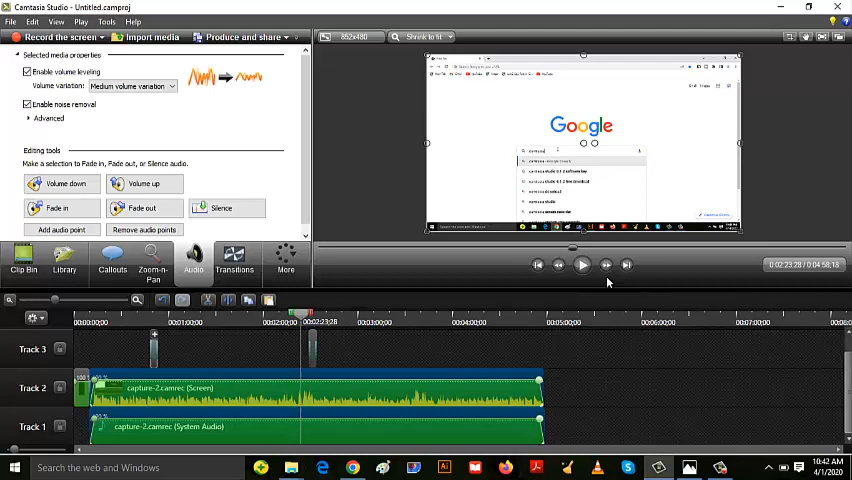 Camtasia Studio - Untitled.camproj
File Edit View Play Tools Help
Record the screen Import media Produce and share
852x480 Shrink to fit
Selected media properties
Enable volume leveling
Volume variation: Medium volume variation
Enable noise removal
Advanced
Editing tools
Make a selection to Fade in, Fade out, or Silence audio.
Volume down Volume up
Fade in Fade out Silence
Add audio point Remove audio points
Google
camtasia
camtasia download
camtasia studio
Clip Bin Library Callouts Zoom-n-Pan Audio Transitions More
0:02:23;28 / 0:04:58;18
00:00:00;00 00:01:00;00 00:02:00;00 00:02:23;28 00:03:00;00 00:04:00;00 00:05:00;00 00:06:00;00 00:07:00;00
Track 3
Track 2 capture-2.camrec (Screen)
Track 1 capture-2.camrec (System Audio)
Search the web and Windows
10:42 AM
4/1/2020